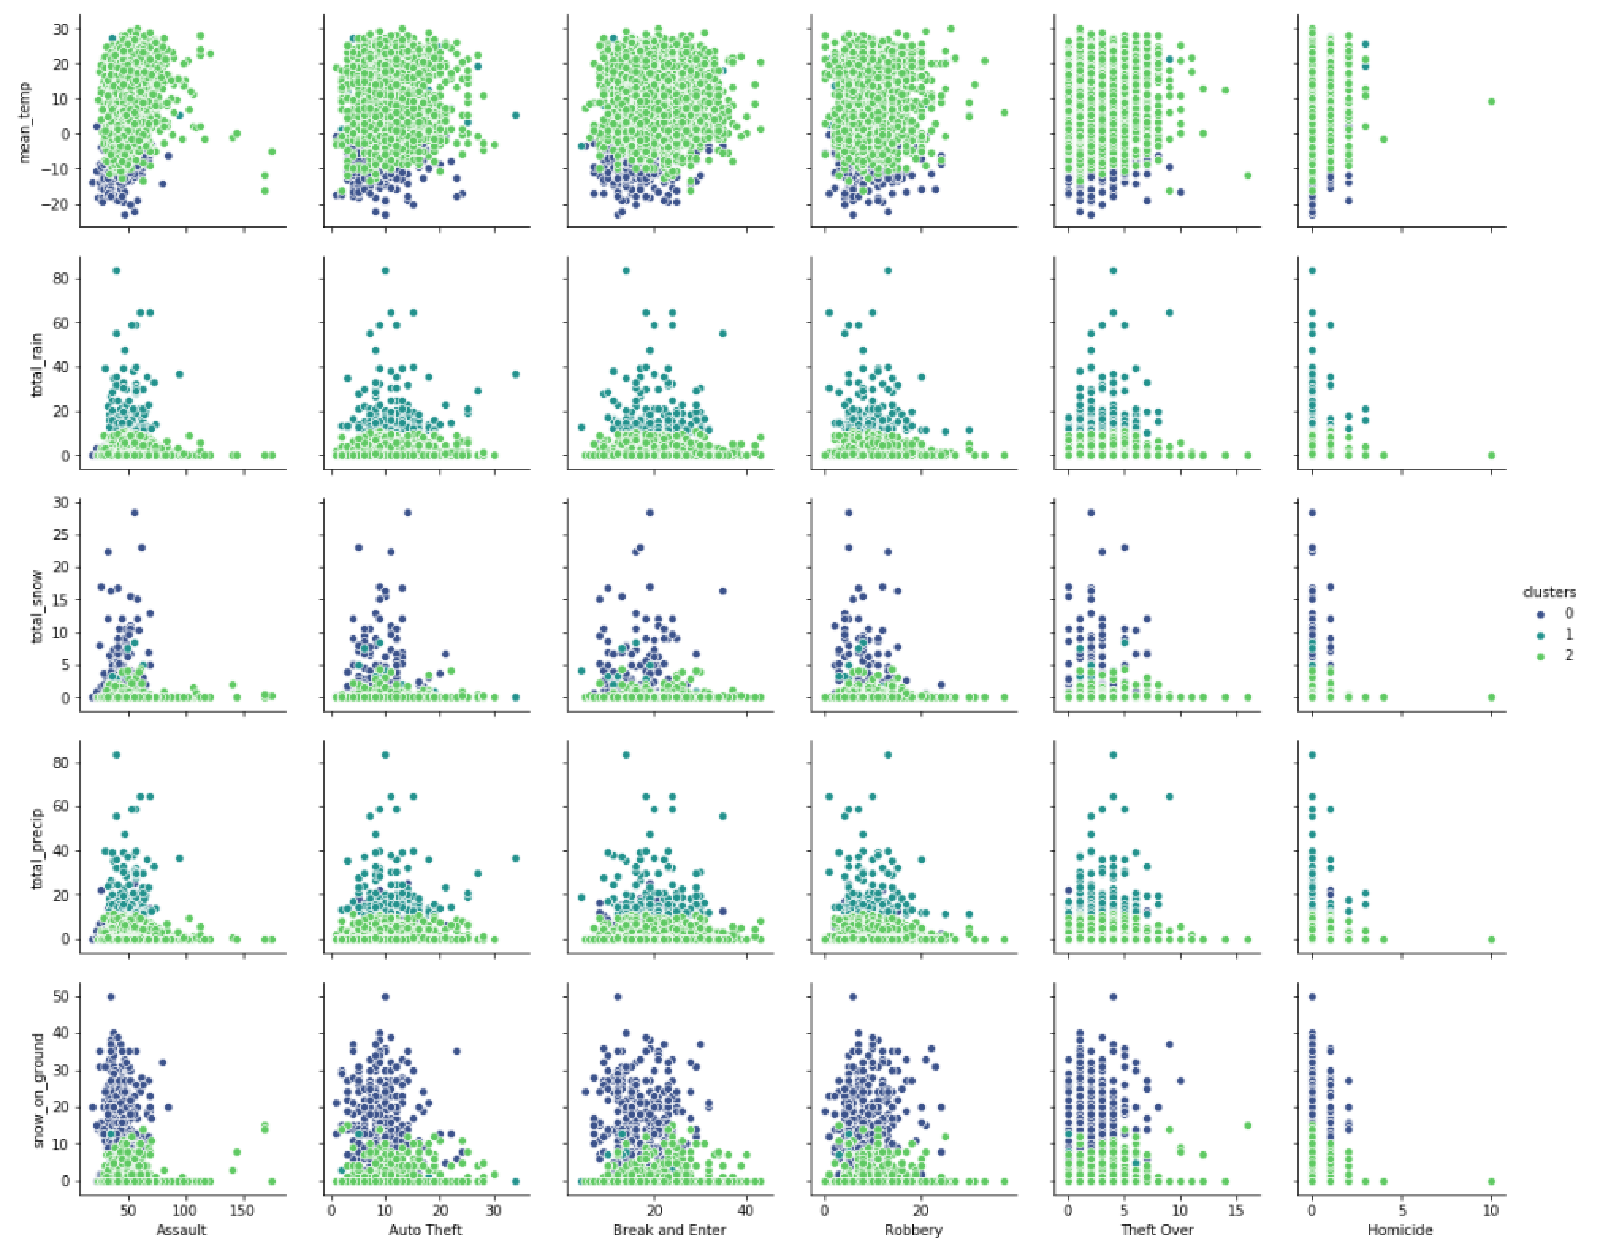 mean_temp
30
20
10
0
−10
−20
total_rain
80
60
40
20
0
total_snow
30
25
20
15
10
5
0
clusters
0
1
2
total_precip
80
60
40
20
0
snow_on_ground
50
40
30
20
10
0
50 100 150
Assault
0 10 20 30
Auto Theft
20 40
Break and Enter
0 20
Robbery
0 5 10 15
Theft Over
0 5 10
Homicide